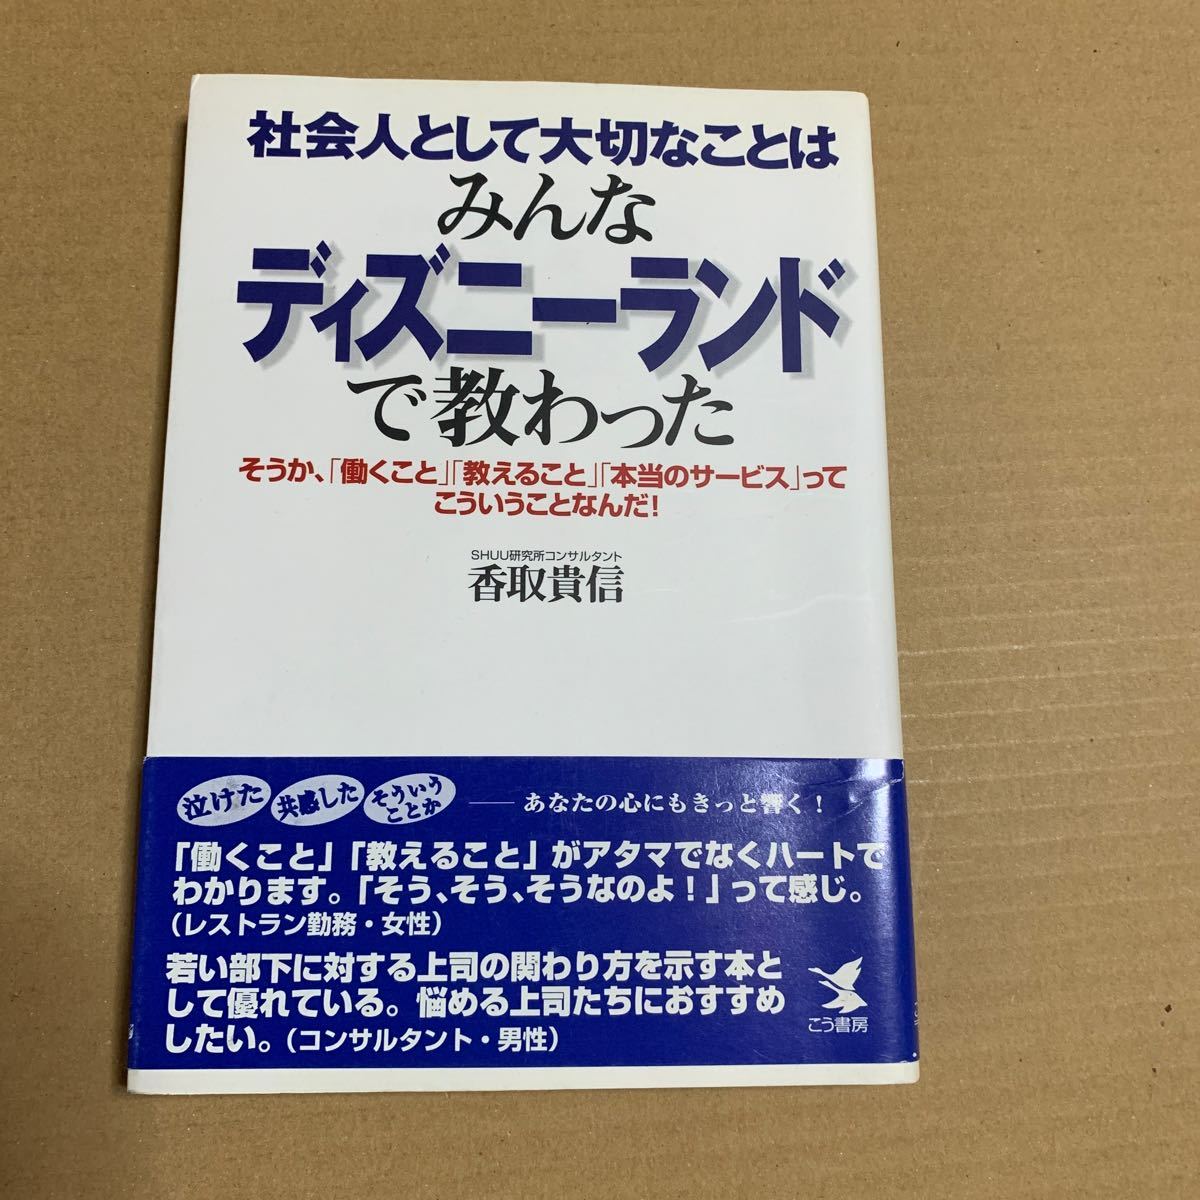 社会人として大切なことは
みんな
ディズニーランド
で教わった
そうか、「働くこと」「教えること」「本当のサービス」って
こういうことなんだ!
SHUU研究所コンサルタント
香取貴信
泣けた
共感した
そういう
ことか
――あなたの心にもきっと響く!
「働くこと」「教えること」がアタマでなくハートで
わかります。「そう、そう、そうなのよ!」って感じ。
(レストラン勤務・女性)
若い部下に対する上司の関わり方を示す本と
して優れている。悩める上司たちにおすすめ
したい。(コンサルタント・男性)
こう書房